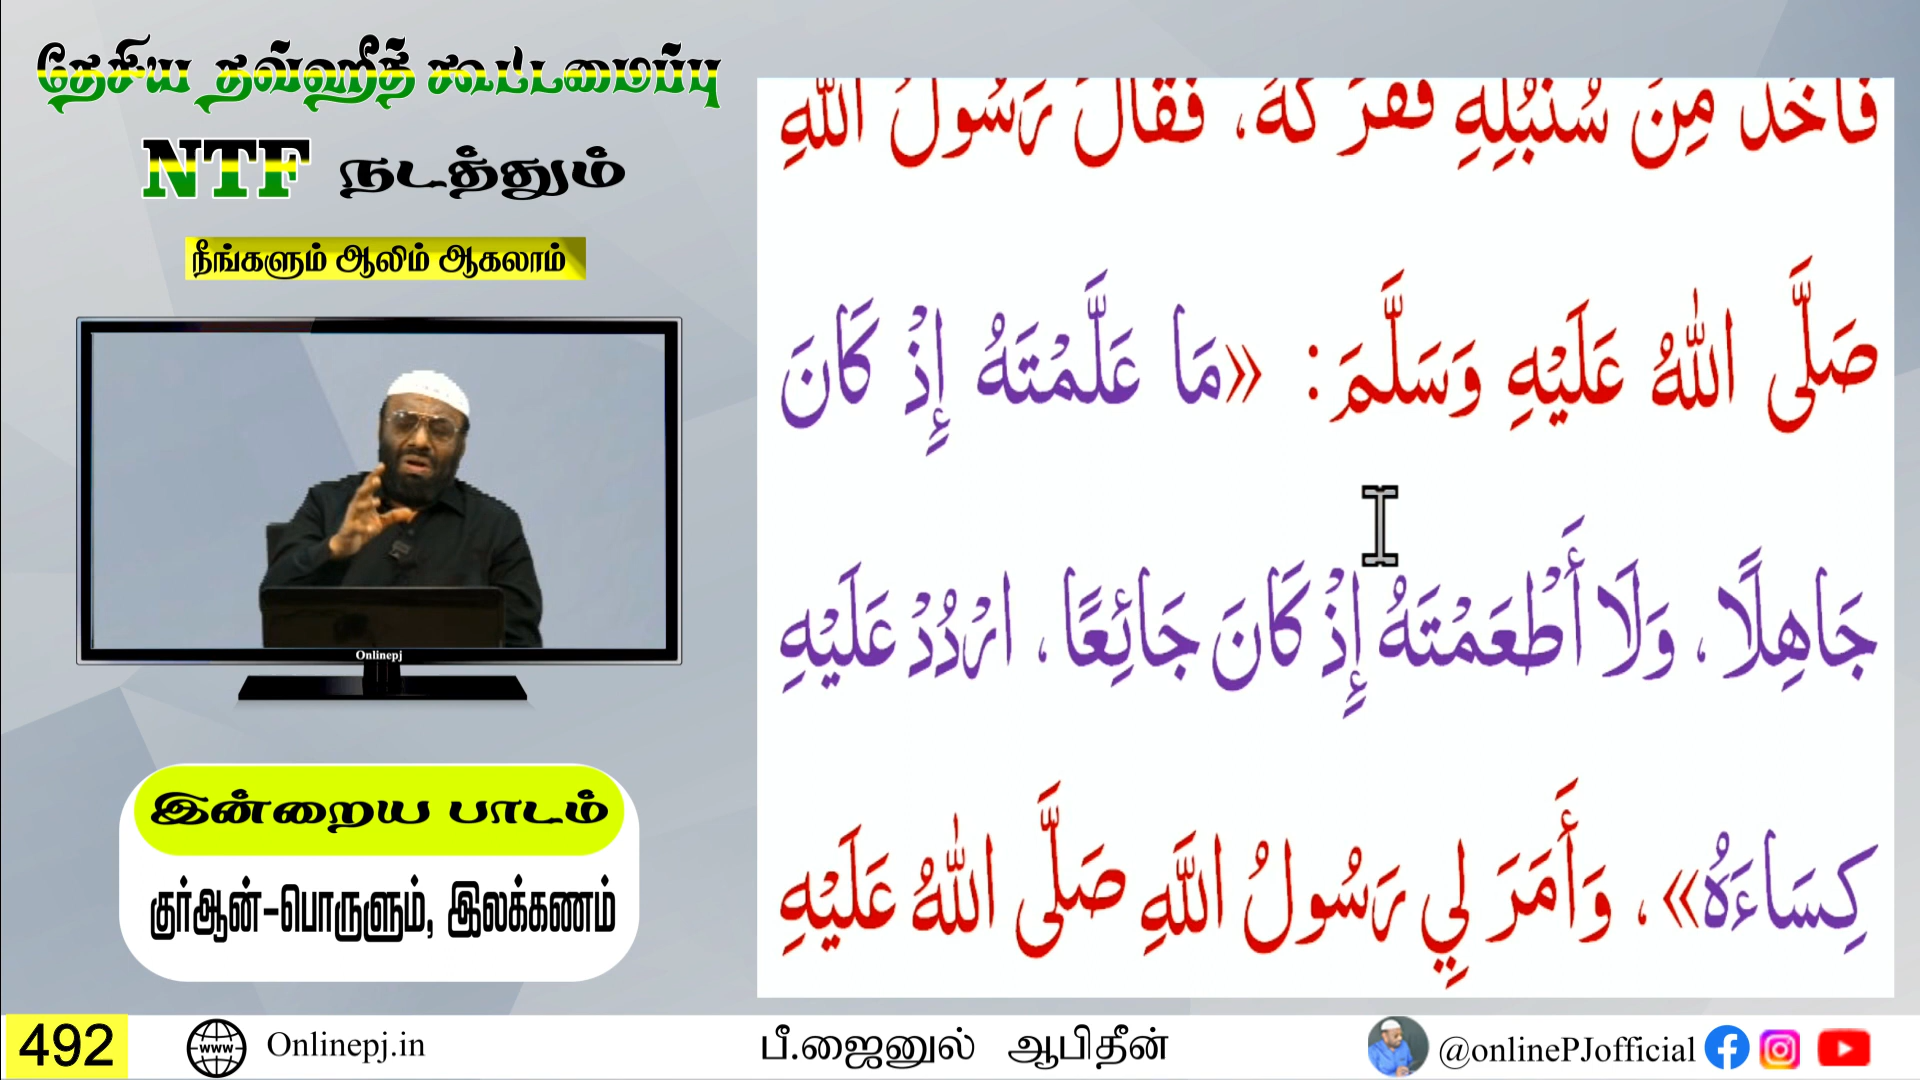 தேசிய தவ்ஹீத் கூட்டமைப்பு
NTF நடத்தும்
நீங்களும் ஆலிம் ஆகலாம்
Onlinepj
இன்றைய பாடம்
குர்ஆன்-பொருளும், இலக்கணம்
فَأَخَذَ مِنَ سُنْبُلِهِ فَفَرَكَهُ، فَقَالَ رَسُولُ اللَّهِ
صَلَّى اللهُ عَلَيْهِ وَسَلَّمَ: «مَا عَلَّمْتَهُ إِذْ كَانَ
جَاهِلًا، وَلَا أَطْعَمْتَهُ إِذْ كَانَ جَائِعًا، ارْدُدْ عَلَيْهِ
كِسَاءَهُ»، وَأَمَرَ لِي رَسُولُ اللَّهِ صَلَّى اللهُ عَلَيْهِ
492
www
Onlinepj.in
பீ.ஜைனுல் ஆபிதீன்
@onlinePJofficial